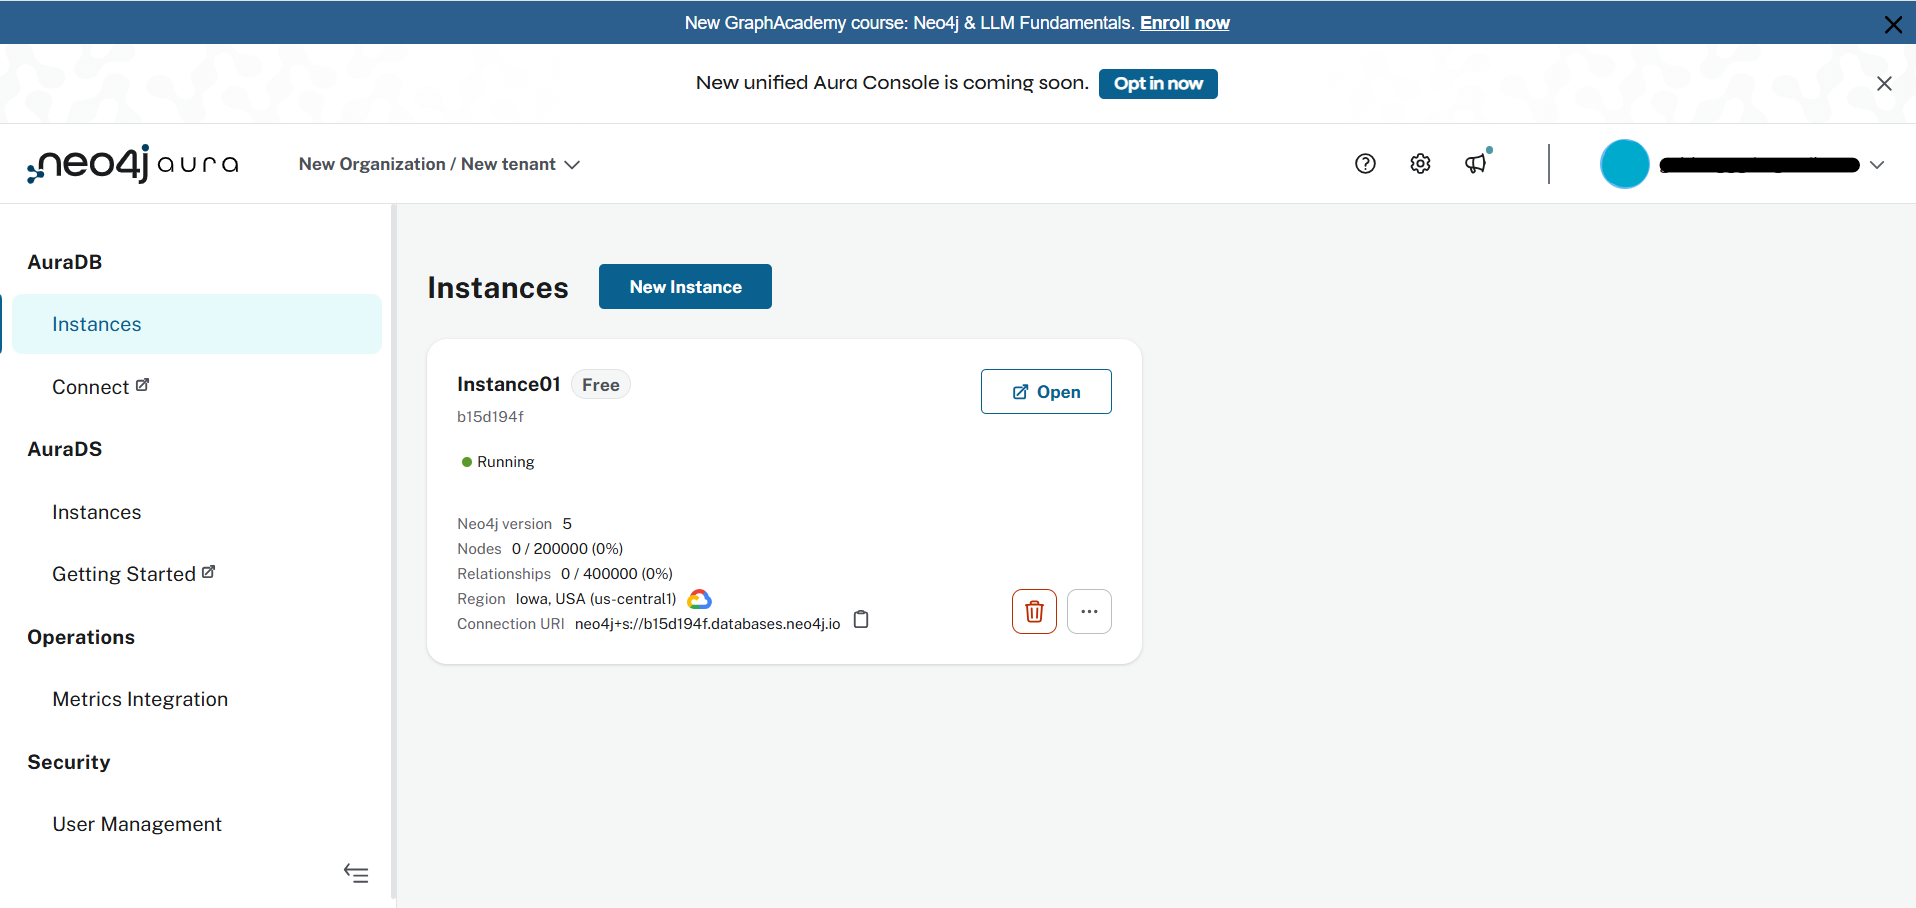 New GraphAcademy course: Neo4j & LLM Fundamentals. Enroll now
New unified Aura Console is coming soon. Opt in now
neo4j aura
New Organization / New tenant
AuraDB
Instances
Connect
AuraDS
Instances
Getting Started
Operations
Metrics Integration
Security
User Management
Instances
New Instance
Instance01 Free
Open
b15d194f
Running
Neo4j version 5
Nodes 0 / 200000 (0%)
Relationships 0 / 400000 (0%)
Region Iowa, USA (us-central1)
Connection URI neo4j+s://b15d194f.databases.neo4j.io